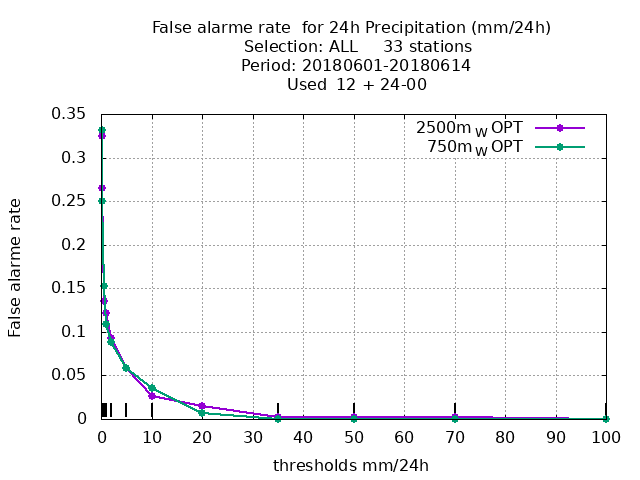 False alarme rate  for 24h Precipitation (mm/24h)
Selection: ALL     33 stations
Period: 20180601-20180614
Used  12 + 24-00
0.35
0.3
0.25
0.2
0.15
0.1
0.05
0
False alarme rate
2500m W OPT
750m W OPT
0 10 20 30 40 50 60 70 80 90 100
thresholds mm/24h